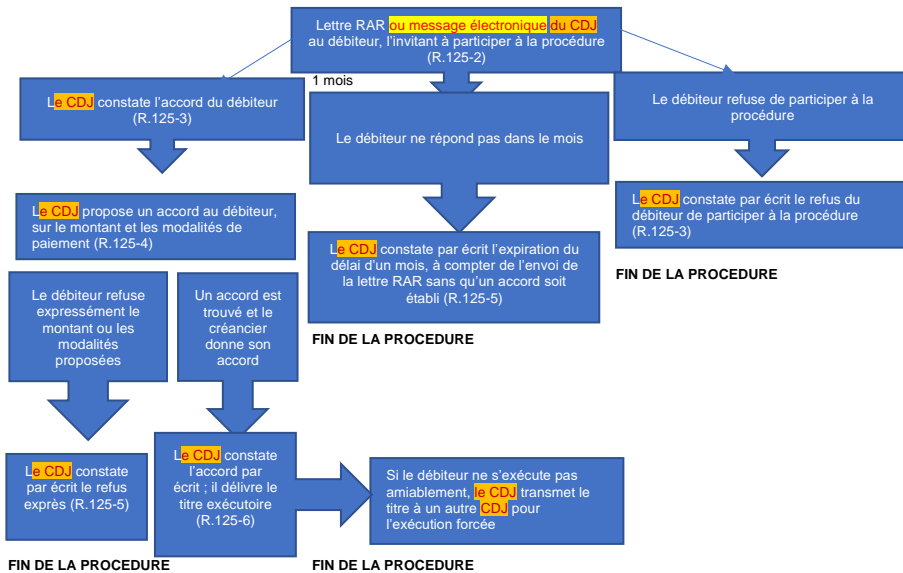 Lettre RAR ou message électronique du CDJ
au débiteur, l'invitant à participer à la procédure
(R.125-2)
1 mois
Le CDJ constate l'accord du débiteur
(R.125-3)
Le débiteur ne répond pas dans le mois
Le débiteur refuse de participer à la
procédure
Le CDJ propose un accord au débiteur,
sur le montant et les modalités de
paiement (R.125-4)
Le CDJ constate par écrit l'expiration du
délai d'un mois, à compter de l'envoi de
la lettre RAR sans qu'un accord soit
établi (R.125-5)
FIN DE LA PROCEDURE
Le CDJ constate par écrit le refus du
débiteur de participer à la procédure
(R.125-3)
FIN DE LA PROCEDURE
Le débiteur refuse
expressément le
montant ou les
modalités
proposées
Un accord est
trouvé et le
créancier
donne son
accord
Le CDJ constate
par écrit le refus
exprès (R.125-5)
Le CDJ constate
l'accord par
écrit ; il délivre le
titre exécutoire
(R.125-6)
Si le débiteur ne s'exécute pas
amiablement, le CDJ transmet le
titre à un autre CDJ pour
l'exécution forcée
FIN DE LA PROCEDURE
FIN DE LA PROCEDURE